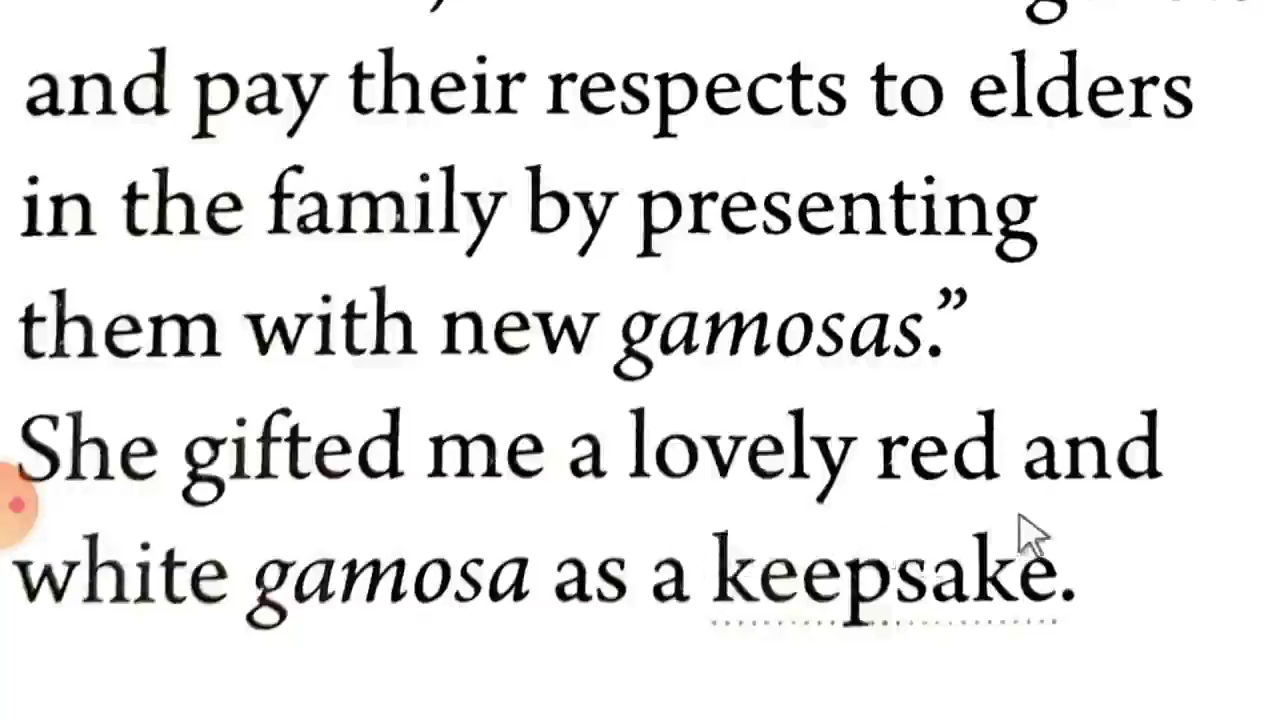 and pay their respects to elders
in the family by presenting
them with new gamosas.”
She gifted me a lovely red and
white gamosa as a keepsake.